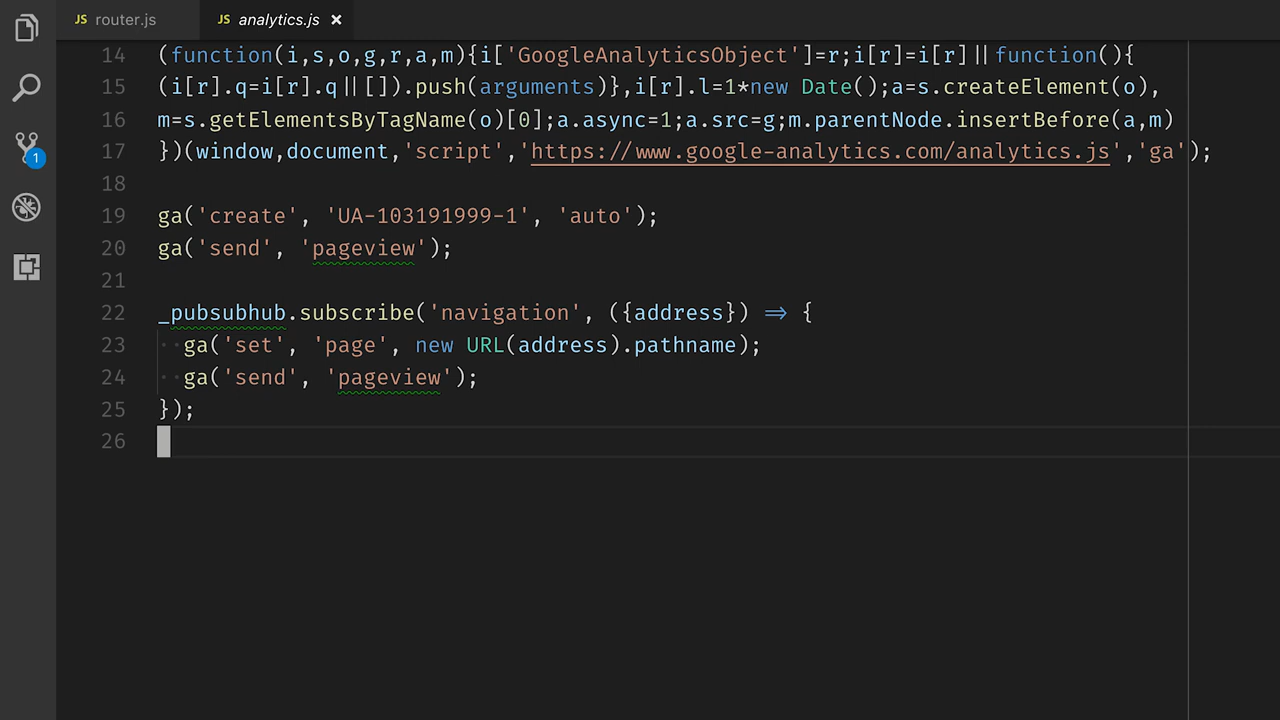 JS router.js JS analytics.js ×
14 (function(i,s,o,g,r,a,m){i['GoogleAnalyticsObject']=r;i[r]=i[r]||function(){
15 (i[r].q=i[r].q||[]).push(arguments)},i[r].l=1*new Date();a=s.createElement(o),
16 m=s.getElementsByTagName(o)[0];a.async=1;a.src=g;m.parentNode.insertBefore(a,m)
17 })(window,document,'script','https://www.google-analytics.com/analytics.js','ga');
18
19 ga('create', 'UA-103191999-1', 'auto');
20 ga('send', 'pageview');
21
22 _pubsubhub.subscribe('navigation', ({address}) => {
23 ··ga('set', 'page', new URL(address).pathname);
24 ··ga('send', 'pageview');
25 });
26
1